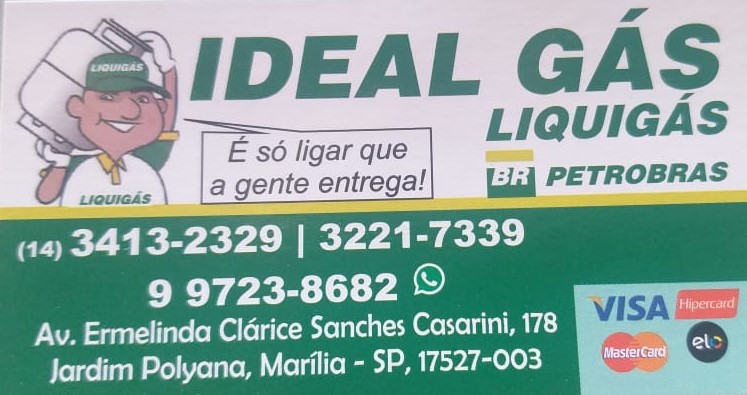 LIQUIGÁS
IDEAL GÁS
LIQUIGÁS
É só ligar que
a gente entrega!
BR PETROBRAS
LIQUIGÁS
(14) 3413-2329 | 3221-7339
9 9723-8682
Av. Ermelinda Clárice Sanches Casarini, 178
Jardim Polyana, Marília - SP, 17527-003
VISA Hipercard
MasterCard elo